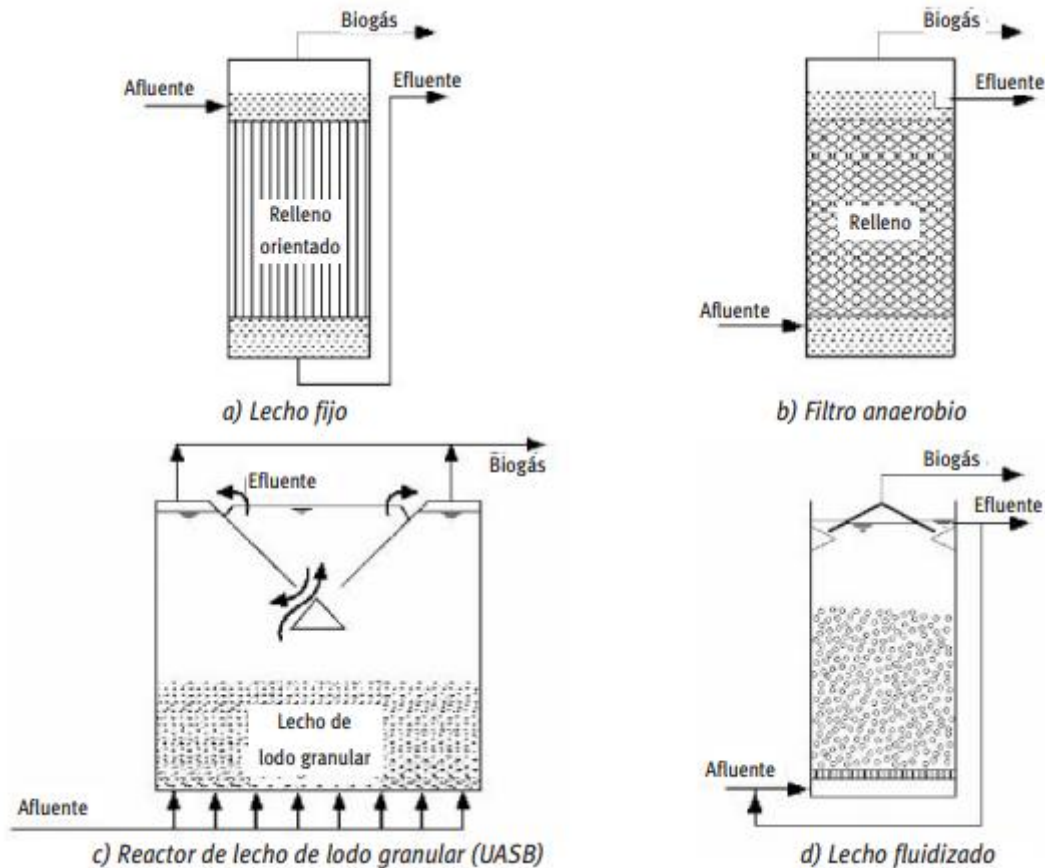 Biogás
Afluente
Efluente
Relleno
orientado
a) Lecho fijo
Biogás
Efluente
Relleno
Afluente
b) Filtro anaerobio
Biogás
Efluente
Lecho de
lodo granular
Afluente
c) Reactor de lecho de lodo granular (UASB)
Biogás
Efluente
Afluente
d) Lecho fluidizado